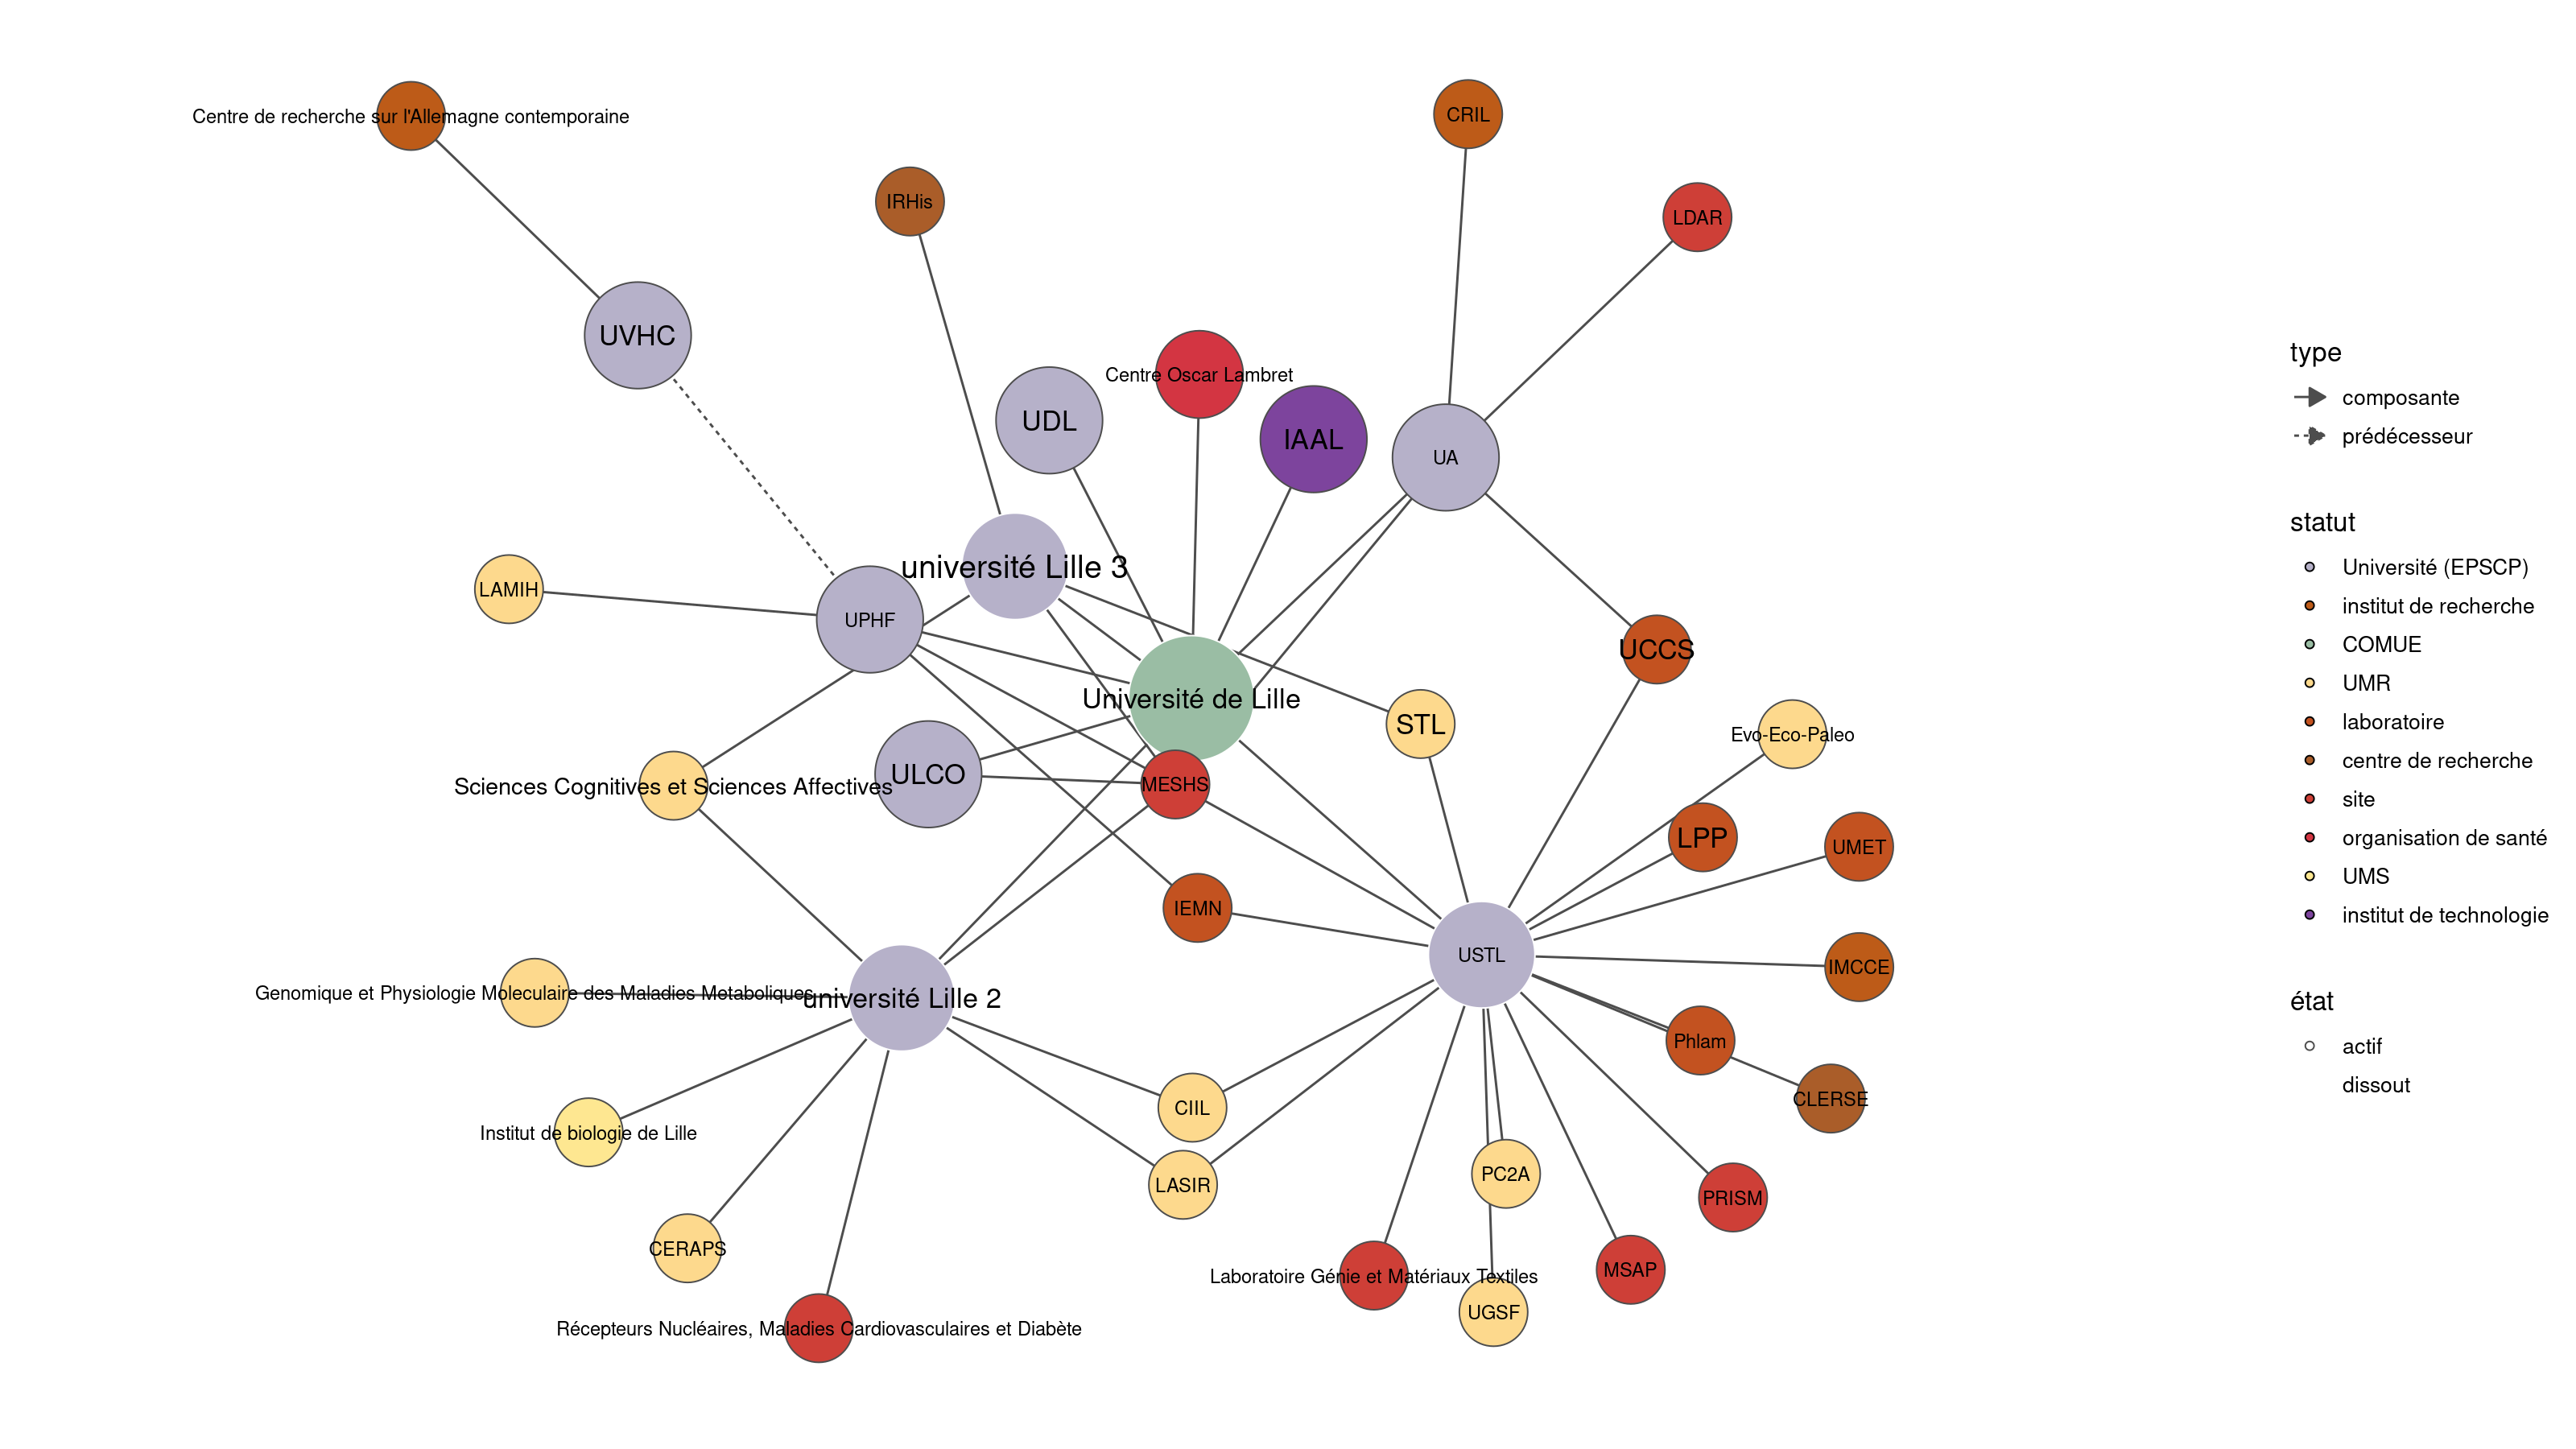 Centre de recherche sur l'Allemagne contemporaine
CRIL
IRHis
LDAR
UVHC
Centre Oscar Lambret
UDL
IAAL
UA
université Lille 3
LAMIH
UPHF
UCCS
Université de Lille
STL
Evo-Eco-Paleo
ULCO
MESHS
Sciences Cognitives et Sciences Affectives
LPP
UMET
IEMN
USTL
IMCCE
Genomique et Physiologie Moleculaire des Maladies Metaboliques
université Lille 2
Phlam
CLERSE
CIIL
Institut de biologie de Lille
PC2A
LASIR
PRISM
CERAPS
MSAP
Laboratoire Génie et Matériaux Textiles
UGSF
Récepteurs Nucléaires, Maladies Cardiovasculaires et Diabète
type
composante
prédécesseur
statut
Université (EPSCP)
institut de recherche
COMUE
UMR
laboratoire
centre de recherche
site
organisation de santé
UMS
institut de technologie
état
actif
dissout